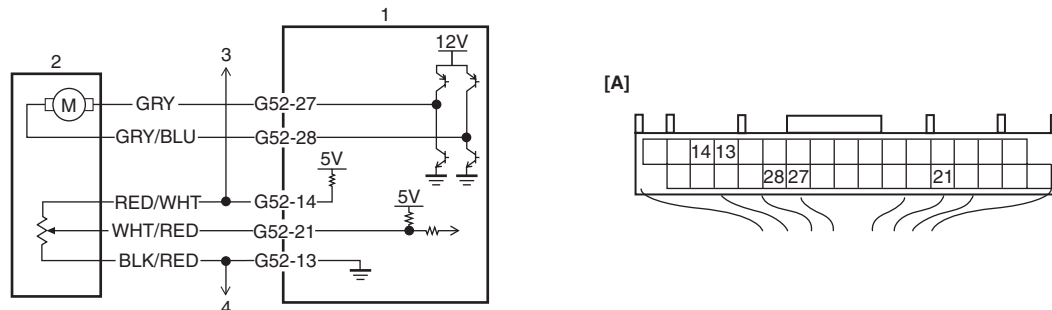 1
2
3
12V
[A]
M
GRY
G52-27
GRY/BLU
G52-28
14 13
5V
28 27
21
5V
RED/WHT
G52-14
WHT/RED
G52-21
BLK/RED
G52-13
4